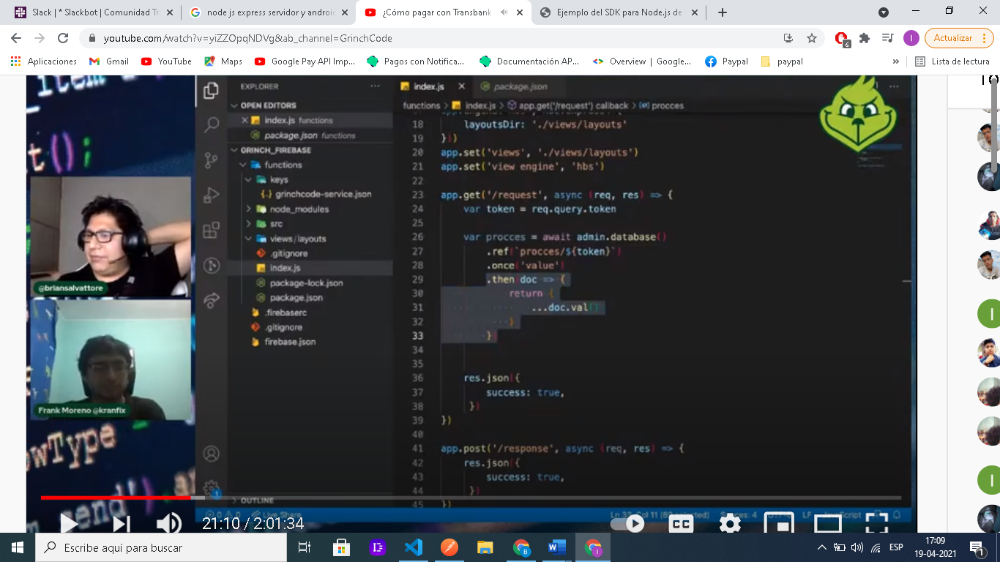 Slack | * Slackbot | Comunidad Tr
node js express servidor y androi
¿Cómo pagar con Transbank
Ejemplo del SDK para Node.js de
youtube.com/watch?v=yiZZOpqNDVg&ab_channel=GrinchCode
6
I
Actualizar
Aplicaciones
Gmail
YouTube
Maps
Google Pay API Imp...
Pagos con Notifica...
Documentación AP...
Overview | Google...
Paypal
paypal
»
Lista de lectura
@briansalvattore
Frank Moreno @kranfix
EXPLORER
OPEN EDITORS
index.js functions
package.json functions
GRINCH_FIREBASE
functions
keys
grinchcode-service.json
node_modules
src
views/layouts
.gitignore
index.js
package-lock.json
package.json
.firebaserc
.gitignore
firebase.json
OUTLINE
1
index.js
package.json
functions > index.js > app.get('/request') callback > procces
18 layoutsDir: './views/layouts'
19 }))
20 app.set('views', './views/layouts')
21 app.set('view engine', 'hbs')
22
23 app.get('/request', async (req, res) => {
24 var token = req.query.token
25
26 var procces = await admin.database()
27 .ref(`procces/${token}`)
28 .once('value')
29 .then(doc => {
30 return {
31 ...doc.val()
32 }
33 })
34
35
36 res.json({
37 success: true,
38 })
39 })
40
41 app.post('/response', async (req, res) => {
42 res.json({
43 success: true,
44 })
45 })
Live Share
21:10 / 2:01:34
CC
I
I
Escribe aquí para buscar
ESP
17:09
19-04-2021
1